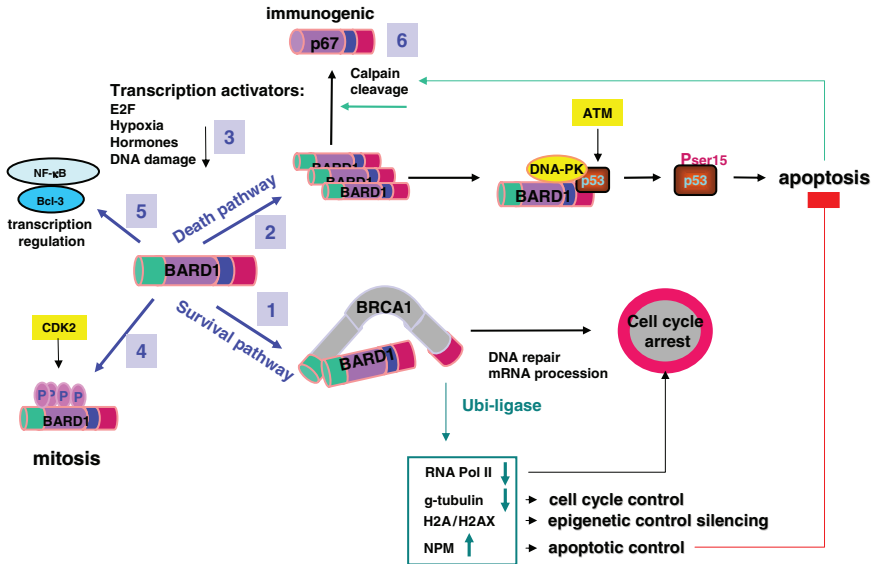 immunogenic
p67
6
Calpain
cleavage
Transcription activators:
E2F
Hypoxia
Hormones
DNA damage
3
ATM
NF-κB
Bcl-3
transcription
regulation
5
Death pathway
2
BARD1
BARD1
BARD1
DNA-PK
p53
BARD1
Pser15
p53
apoptosis
BARD1
1
Survival pathway
4
CDK2
P P P P
BARD1
mitosis
BRCA1
BARD1
DNA repair
mRNA procession
Cell cycle
arrest
Ubi-ligase
RNA Pol II
g-tubulin
cell cycle control
H2A/H2AX
epigenetic control silencing
NPM
apoptotic control